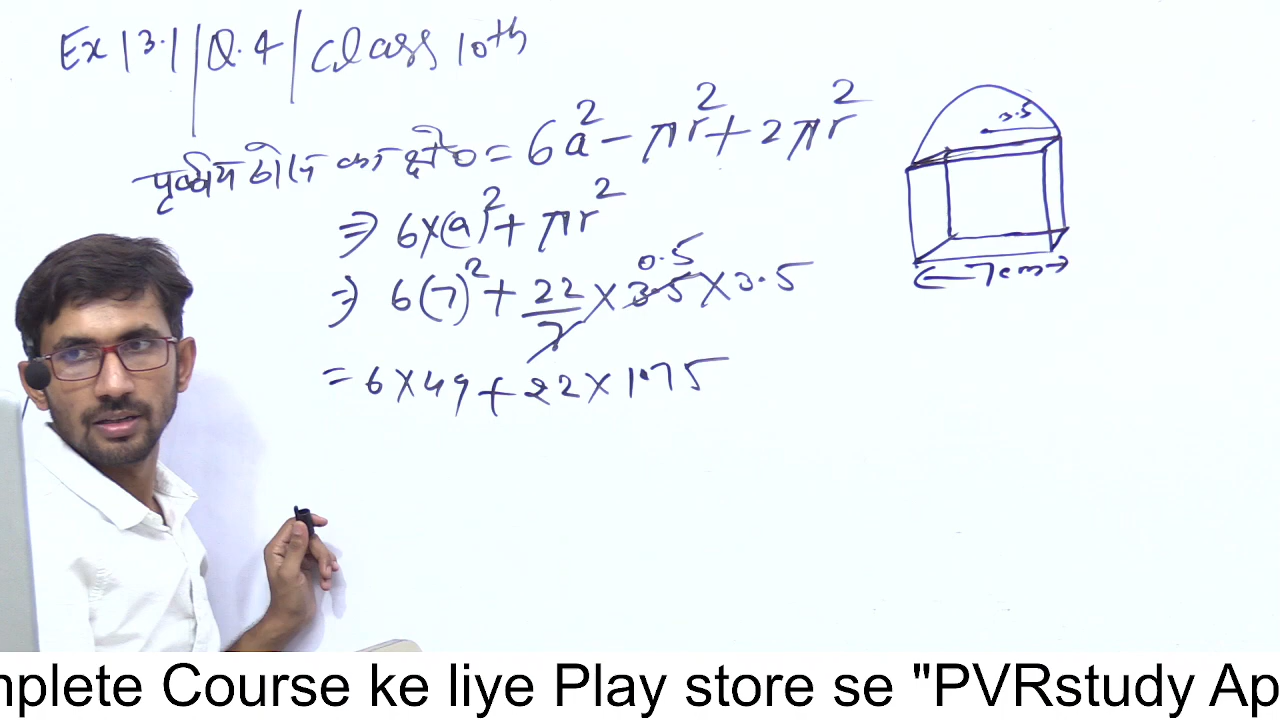 Ex 13.1 | Q.4 | Class 10th
पृष्ठीय ठोस का क्षे० = 6a² - πr² + 2πr²
⇒ 6×(a)² + πr²
⇒ 6(7)² + 22/7 × 3.5 × 3.5
0.5
= 6×49 + 22×1.75
3.5
7cm
mplete Course ke liye Play store se "PVRstudy Ap